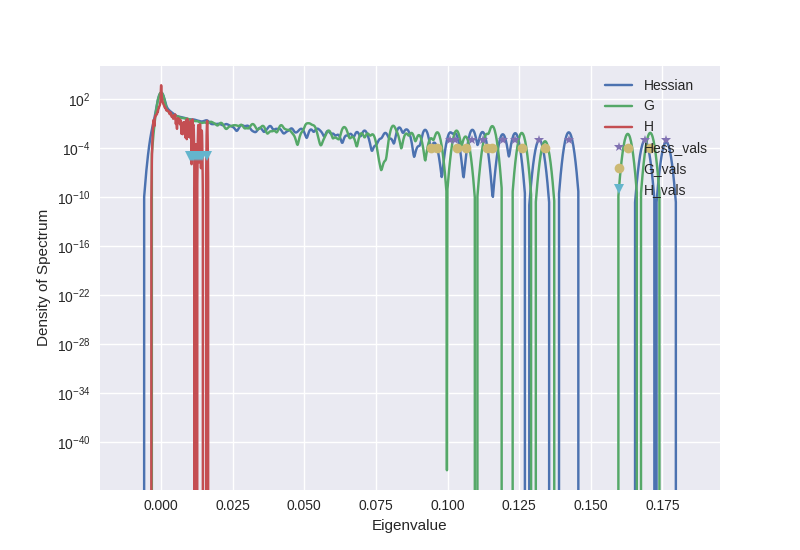 Hessian
G
H
Hess_vals
G_vals
H_vals
10^2
10^-4
10^-10
10^-16
10^-22
10^-28
10^-34
10^-40
Density of Spectrum
0.000 0.025 0.050 0.075 0.100 0.125 0.150 0.175
Eigenvalue